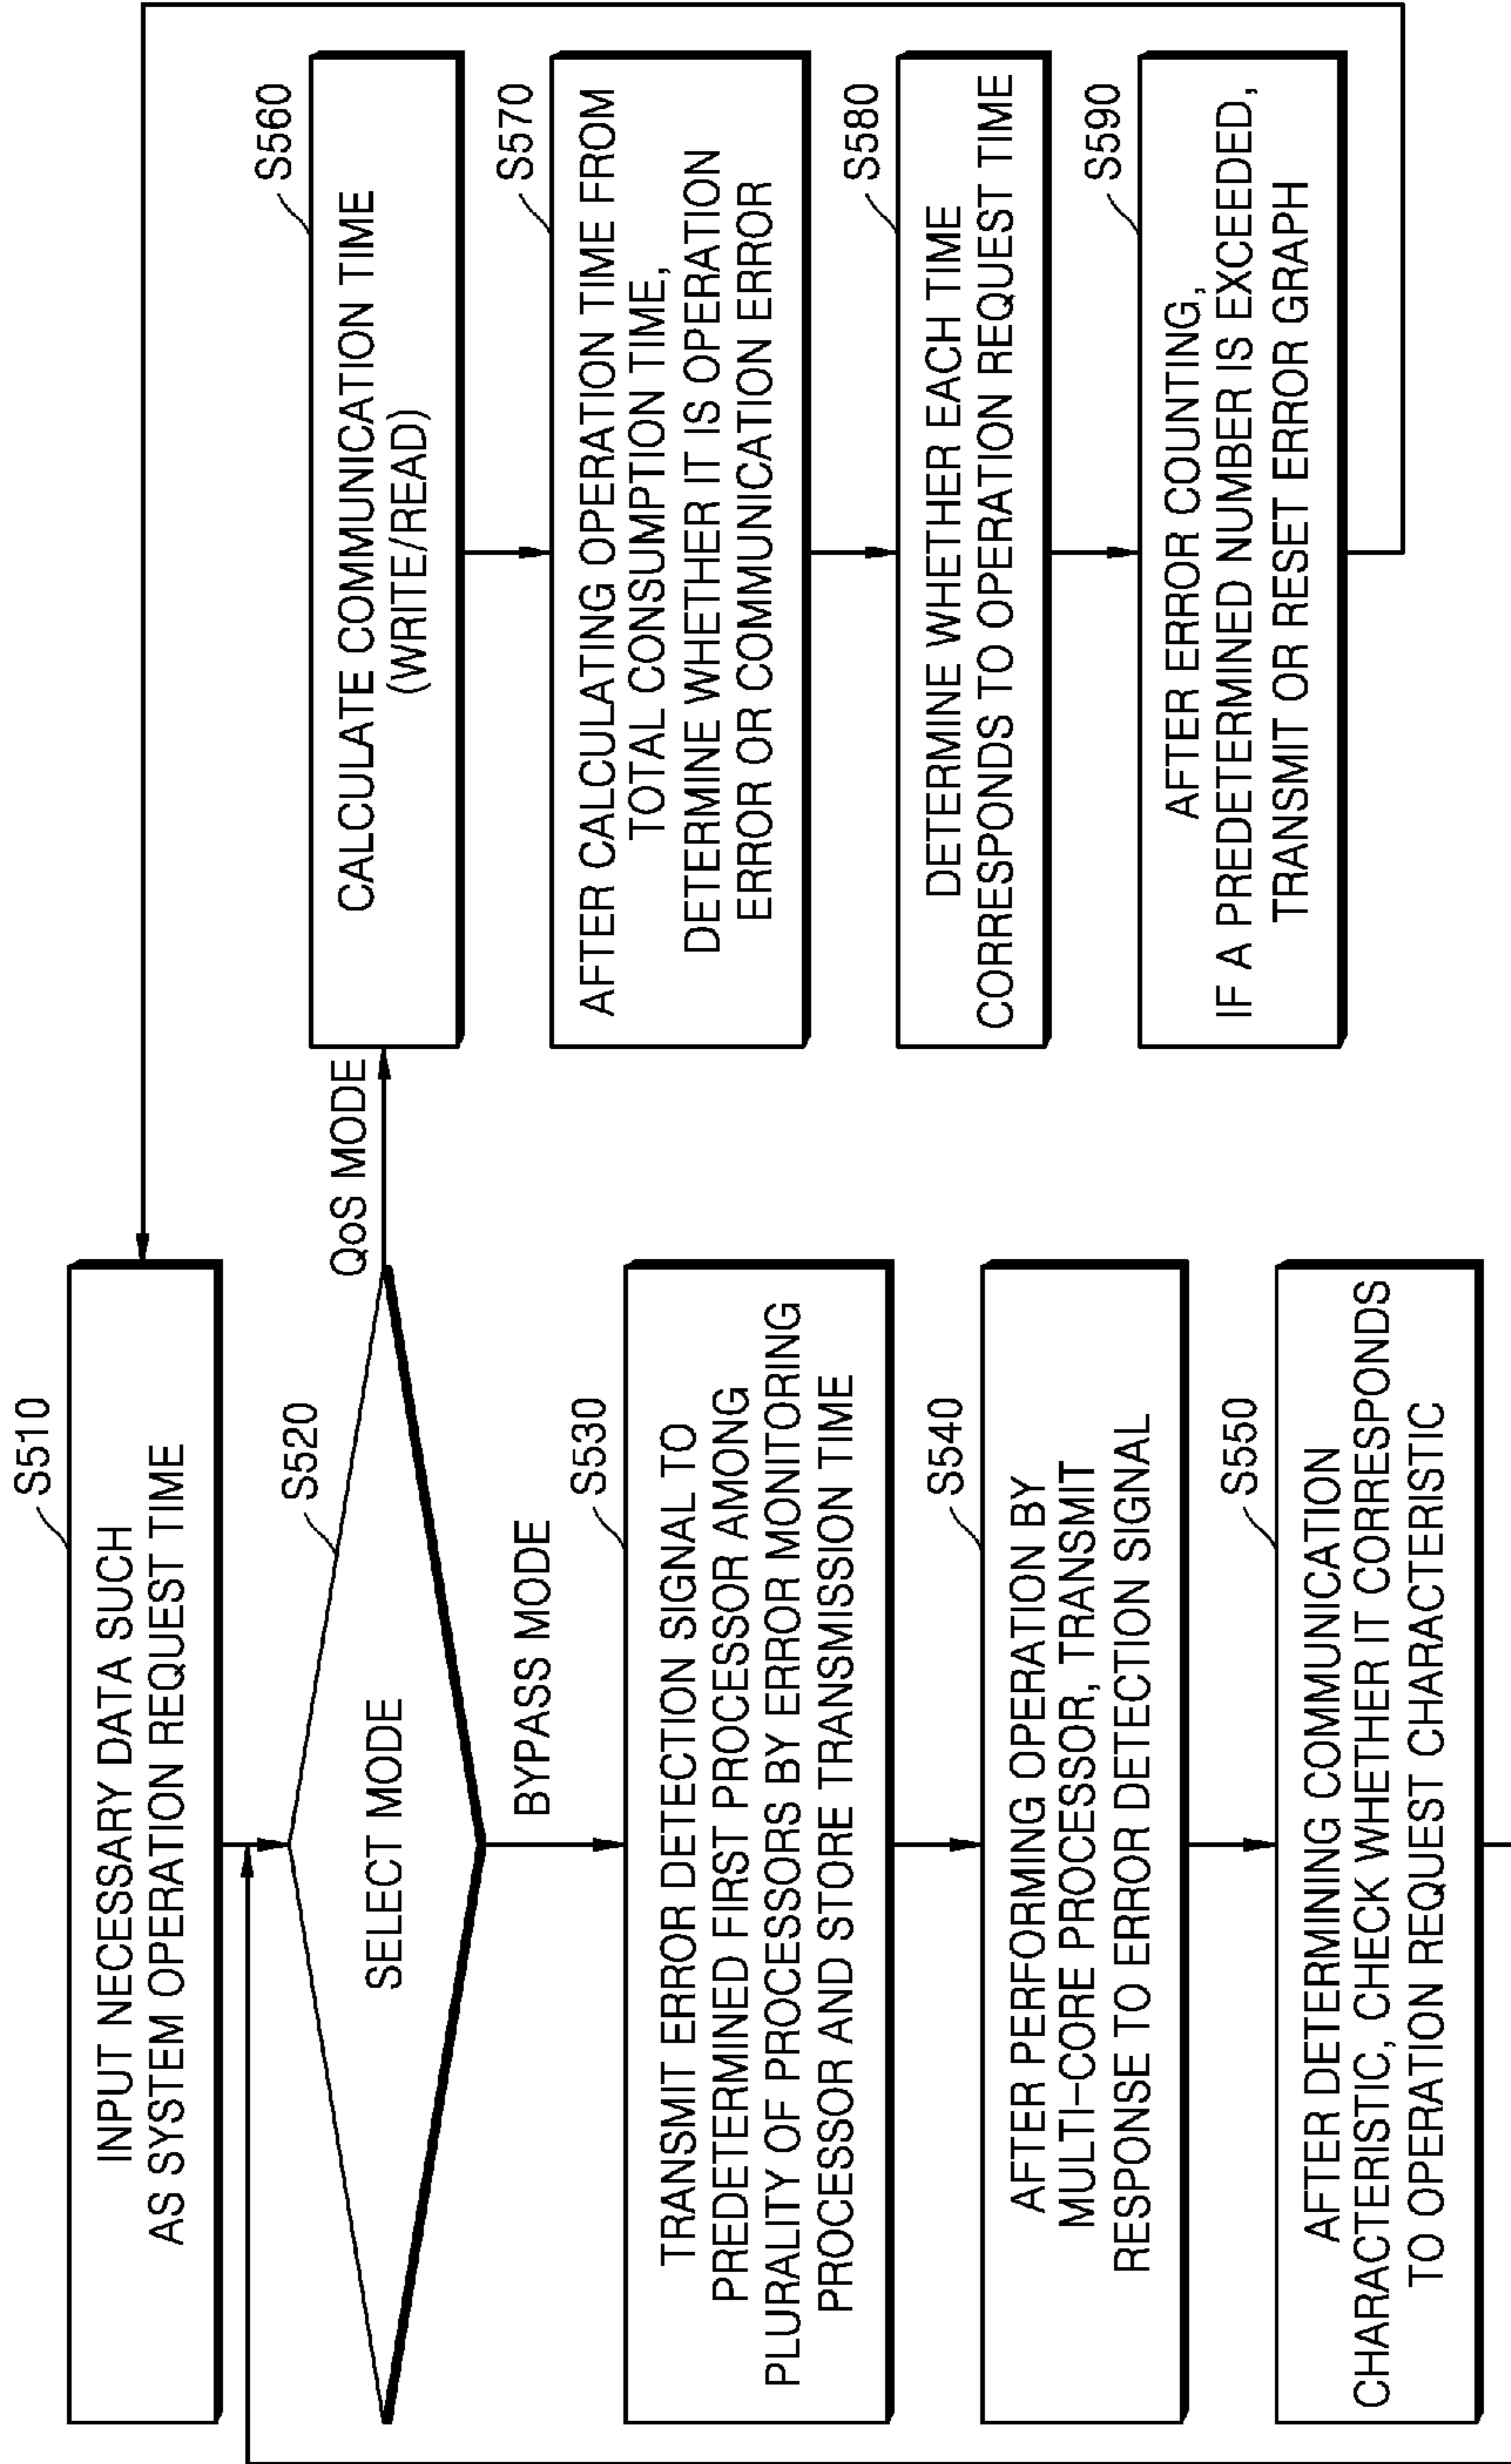 S510
INPUT NECESSARY DATA SUCH
AS SYSTEM OPERATION REQUEST TIME
S520
SELECT MODE
QoS MODE
BYPASS MODE
S530
TRANSMIT ERROR DETECTION SIGNAL TO
PREDETERMINED FIRST PROCESSOR AMONG
PLURALITY OF PROCESSORS BY ERROR MONITORING
PROCESSOR AND STORE TRANSMISSION TIME
S540
AFTER PERFORMING OPERATION BY
MULTI-CORE PROCESSOR, TRANSMIT
RESPONSE TO ERROR DETECTION SIGNAL
S550
AFTER DETERMINING COMMUNICATION
CHARACTERISTIC, CHECK WHETHER IT CORRESPONDS
TO OPERATION REQUEST CHARACTERISTIC
S560
CALCULATE COMMUNICATION TIME
(WRITE/READ)
S570
AFTER CALCULATING OPERATION TIME FROM
TOTAL CONSUMPTION TIME,
DETERMINE WHETHER IT IS OPERATION
ERROR OR COMMUNICATION ERROR
S580
DETERMINE WHETHER EACH TIME
CORRESPONDS TO OPERATION REQUEST TIME
S590
AFTER ERROR COUNTING,
IF A PREDETERMINED NUMBER IS EXCEEDED,
TRANSMIT OR RESET ERROR GRAPH